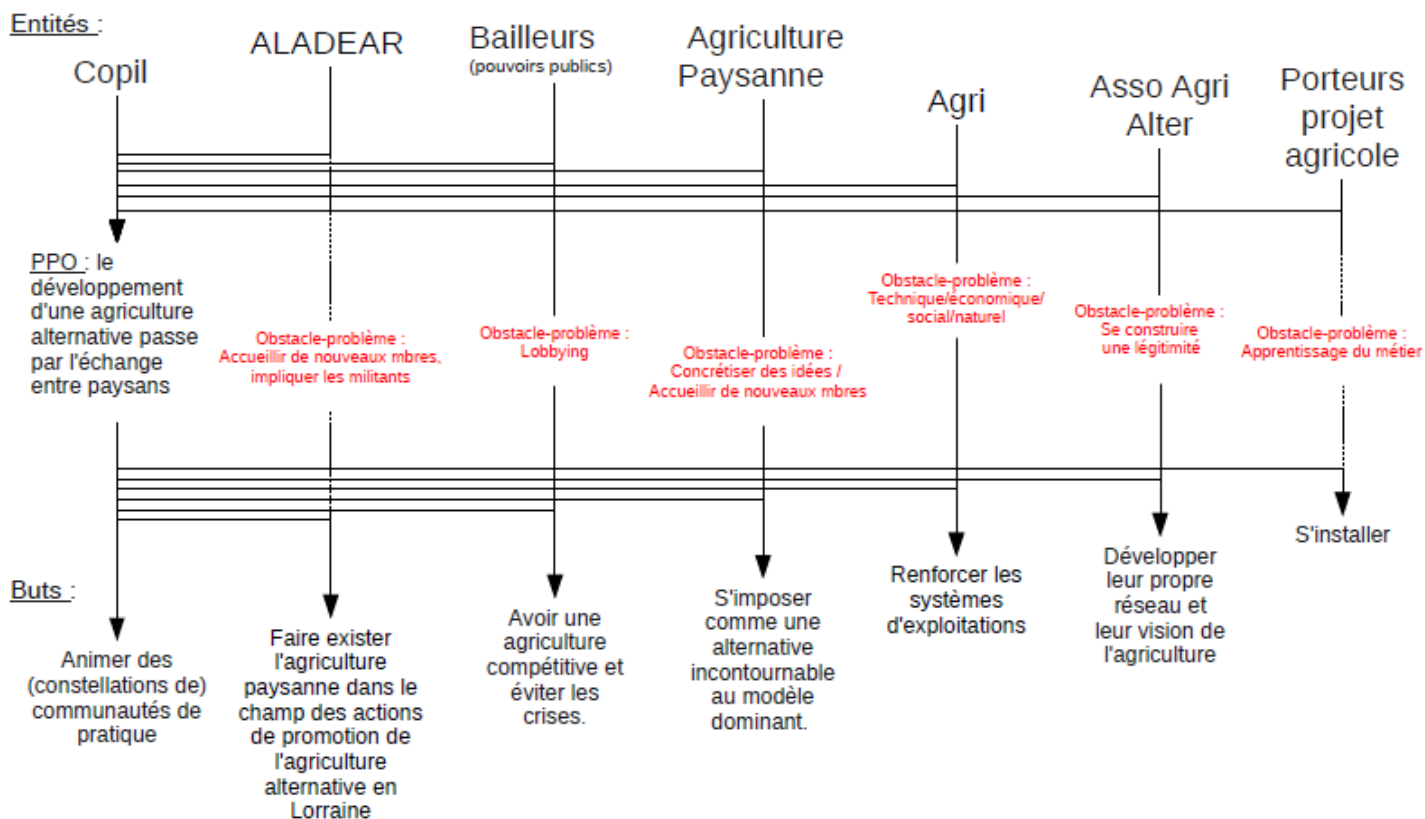 Entités :
Copil
ALADEAR
Bailleurs
(pouvoirs publics)
Agriculture
Paysanne
Agri
Asso Agri
Alter
Porteurs
projet
agricole
PPO : le
développement
d'une agriculture
alternative passe
par l'échange
entre paysans
Obstacle-problème :
Accueillir de nouveaux mbres,
impliquer les militants
Obstacle-problème :
Lobbying
Obstacle-problème :
Concrétiser des idées /
Accueillir de nouveaux mbres
Obstacle-problème :
Technique/économique/
social/naturel
Obstacle-problème :
Se construire
une légitimité
Obstacle-problème :
Apprentissage du métier
Buts :
Animer des
(constellations de)
communautés de
pratique
Faire exister
l'agriculture
paysanne dans le
champ des actions
de promotion de
l'agriculture
alternative en
Lorraine
Avoir une
agriculture
compétitive et
éviter les
crises.
S'imposer
comme une
alternative
incontournable
au modèle
dominant.
Renforcer les
systèmes
d'exploitations
Développer
leur propre
réseau et
leur vision de
l'agriculture
S'installer